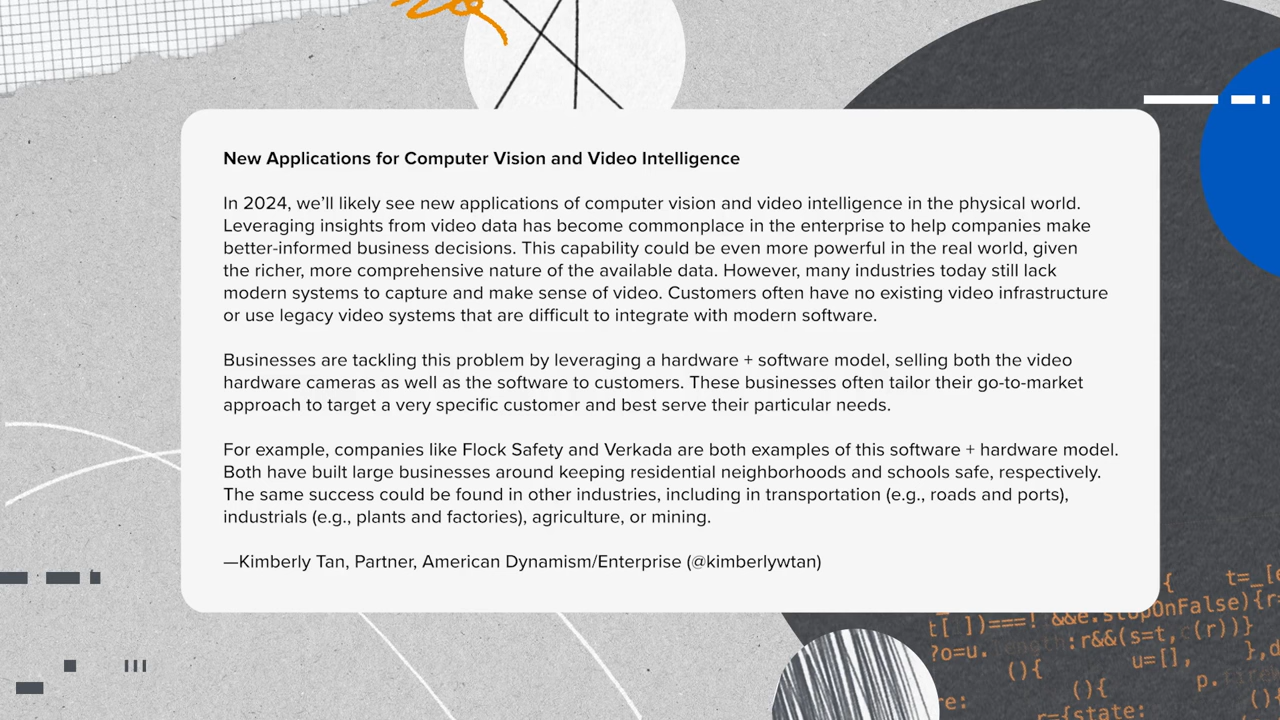 New Applications for Computer Vision and Video Intelligence
In 2024, we’ll likely see new applications of computer vision and video intelligence in the physical world.
Leveraging insights from video data has become commonplace in the enterprise to help companies make
better-informed business decisions. This capability could be even more powerful in the real world, given
the richer, more comprehensive nature of the available data. However, many industries today still lack
modern systems to capture and make sense of video. Customers often have no existing video infrastructure
or use legacy video systems that are difficult to integrate with modern software.
Businesses are tackling this problem by leveraging a hardware + software model, selling both the video
hardware cameras as well as the software to customers. These businesses often tailor their go-to-market
approach to target a very specific customer and best serve their particular needs.
For example, companies like Flock Safety and Verkada are both examples of this software + hardware model.
Both have built large businesses around keeping residential neighborhoods and schools safe, respectively.
The same success could be found in other industries, including in transportation (e.g., roads and ports),
industrials (e.g., plants and factories), agriculture, or mining.
—Kimberly Tan, Partner, American Dynamism/Enterprise (@kimberlywtan)
{ t=_[e
t[ ])===! &&e.stopOnFalse){r=
?o=u. :r&&(s=t, (r))}
(){ u=[], },d
(){ p.
re: (){
r={state: